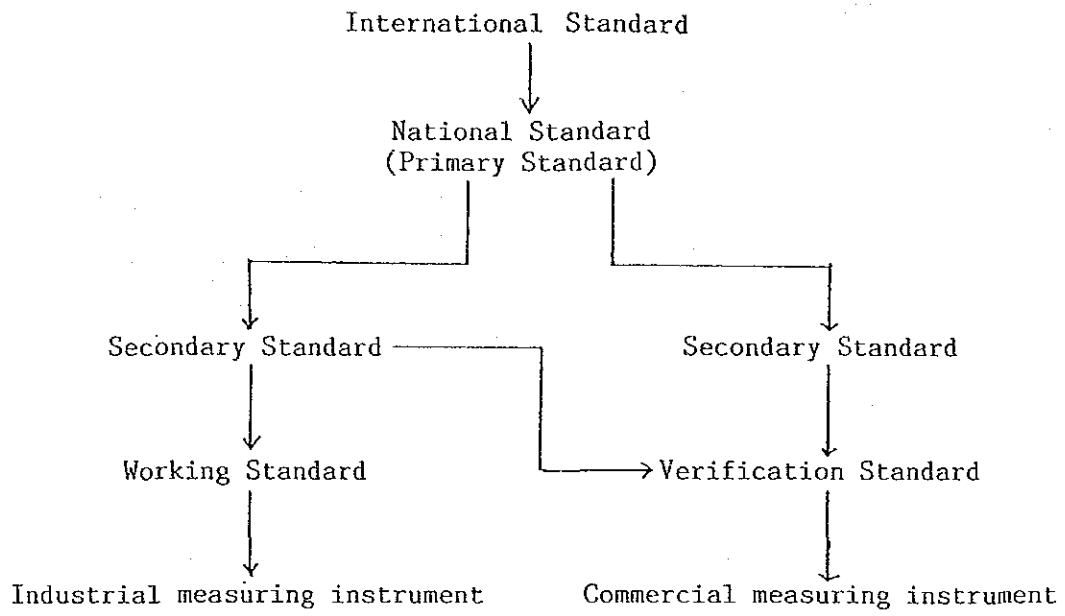 International Standard
National Standard
(Primary Standard)
Secondary Standard
Secondary Standard
Working Standard
Verification Standard
Industrial measuring instrument
Commercial measuring instrument